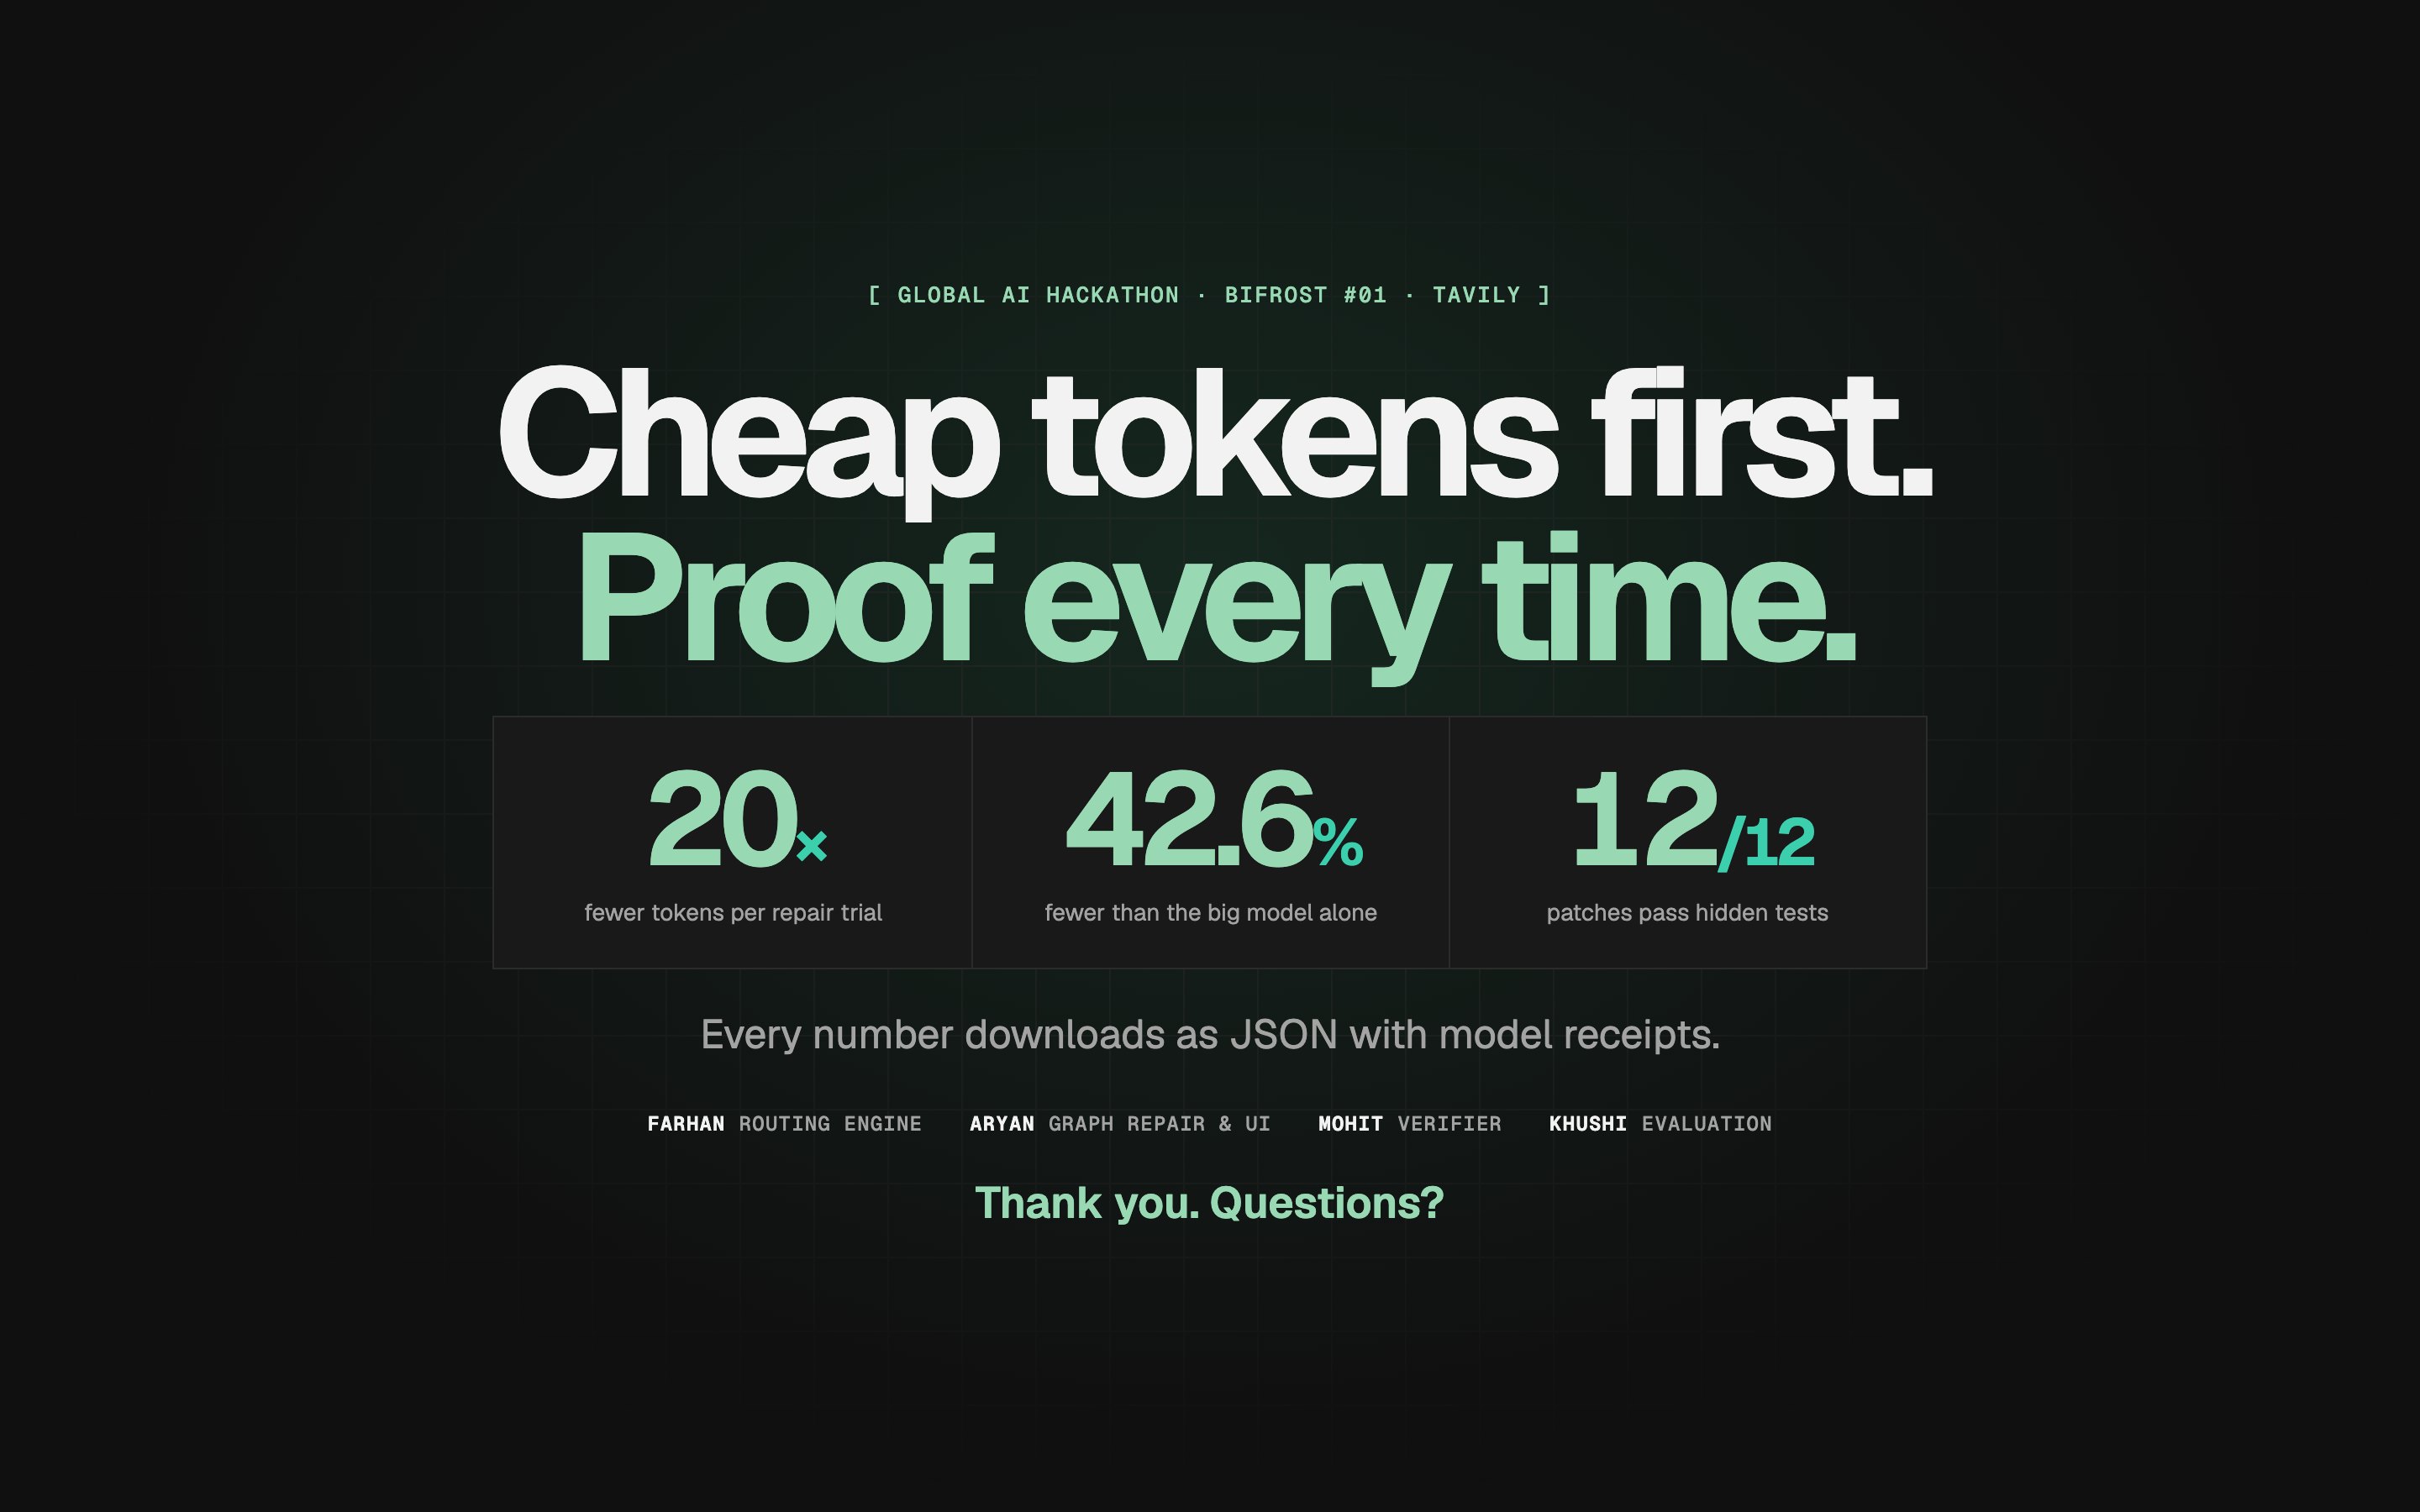 [ GLOBAL AI HACKATHON · BIFROST #01 · TAVILY ]
Cheap tokens first.
Proof every time.
20×
fewer tokens per repair trial
42.6%
fewer than the big model alone
12/12
patches pass hidden tests
Every number downloads as JSON with model receipts.
FARHAN ROUTING ENGINE ARYAN GRAPH REPAIR & UI MOHIT VERIFIER KHUSHI EVALUATION
Thank you. Questions?